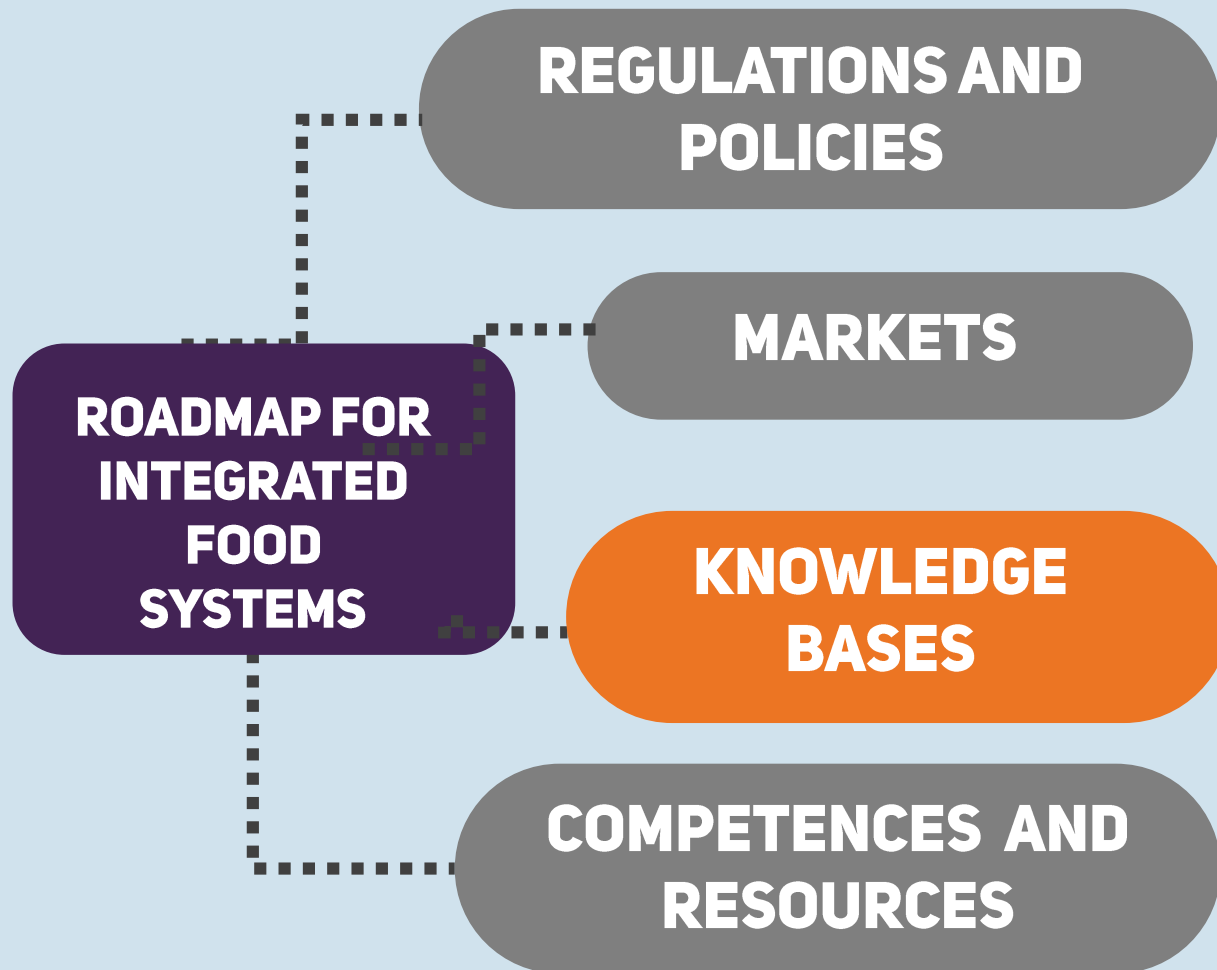 REGULATIONS AND
POLICIES
MARKETS
ROADMAP FOR
INTEGRATED
FOOD
SYSTEMS
KNOWLEDGE
BASES
COMPETENCES AND
RESOURCES